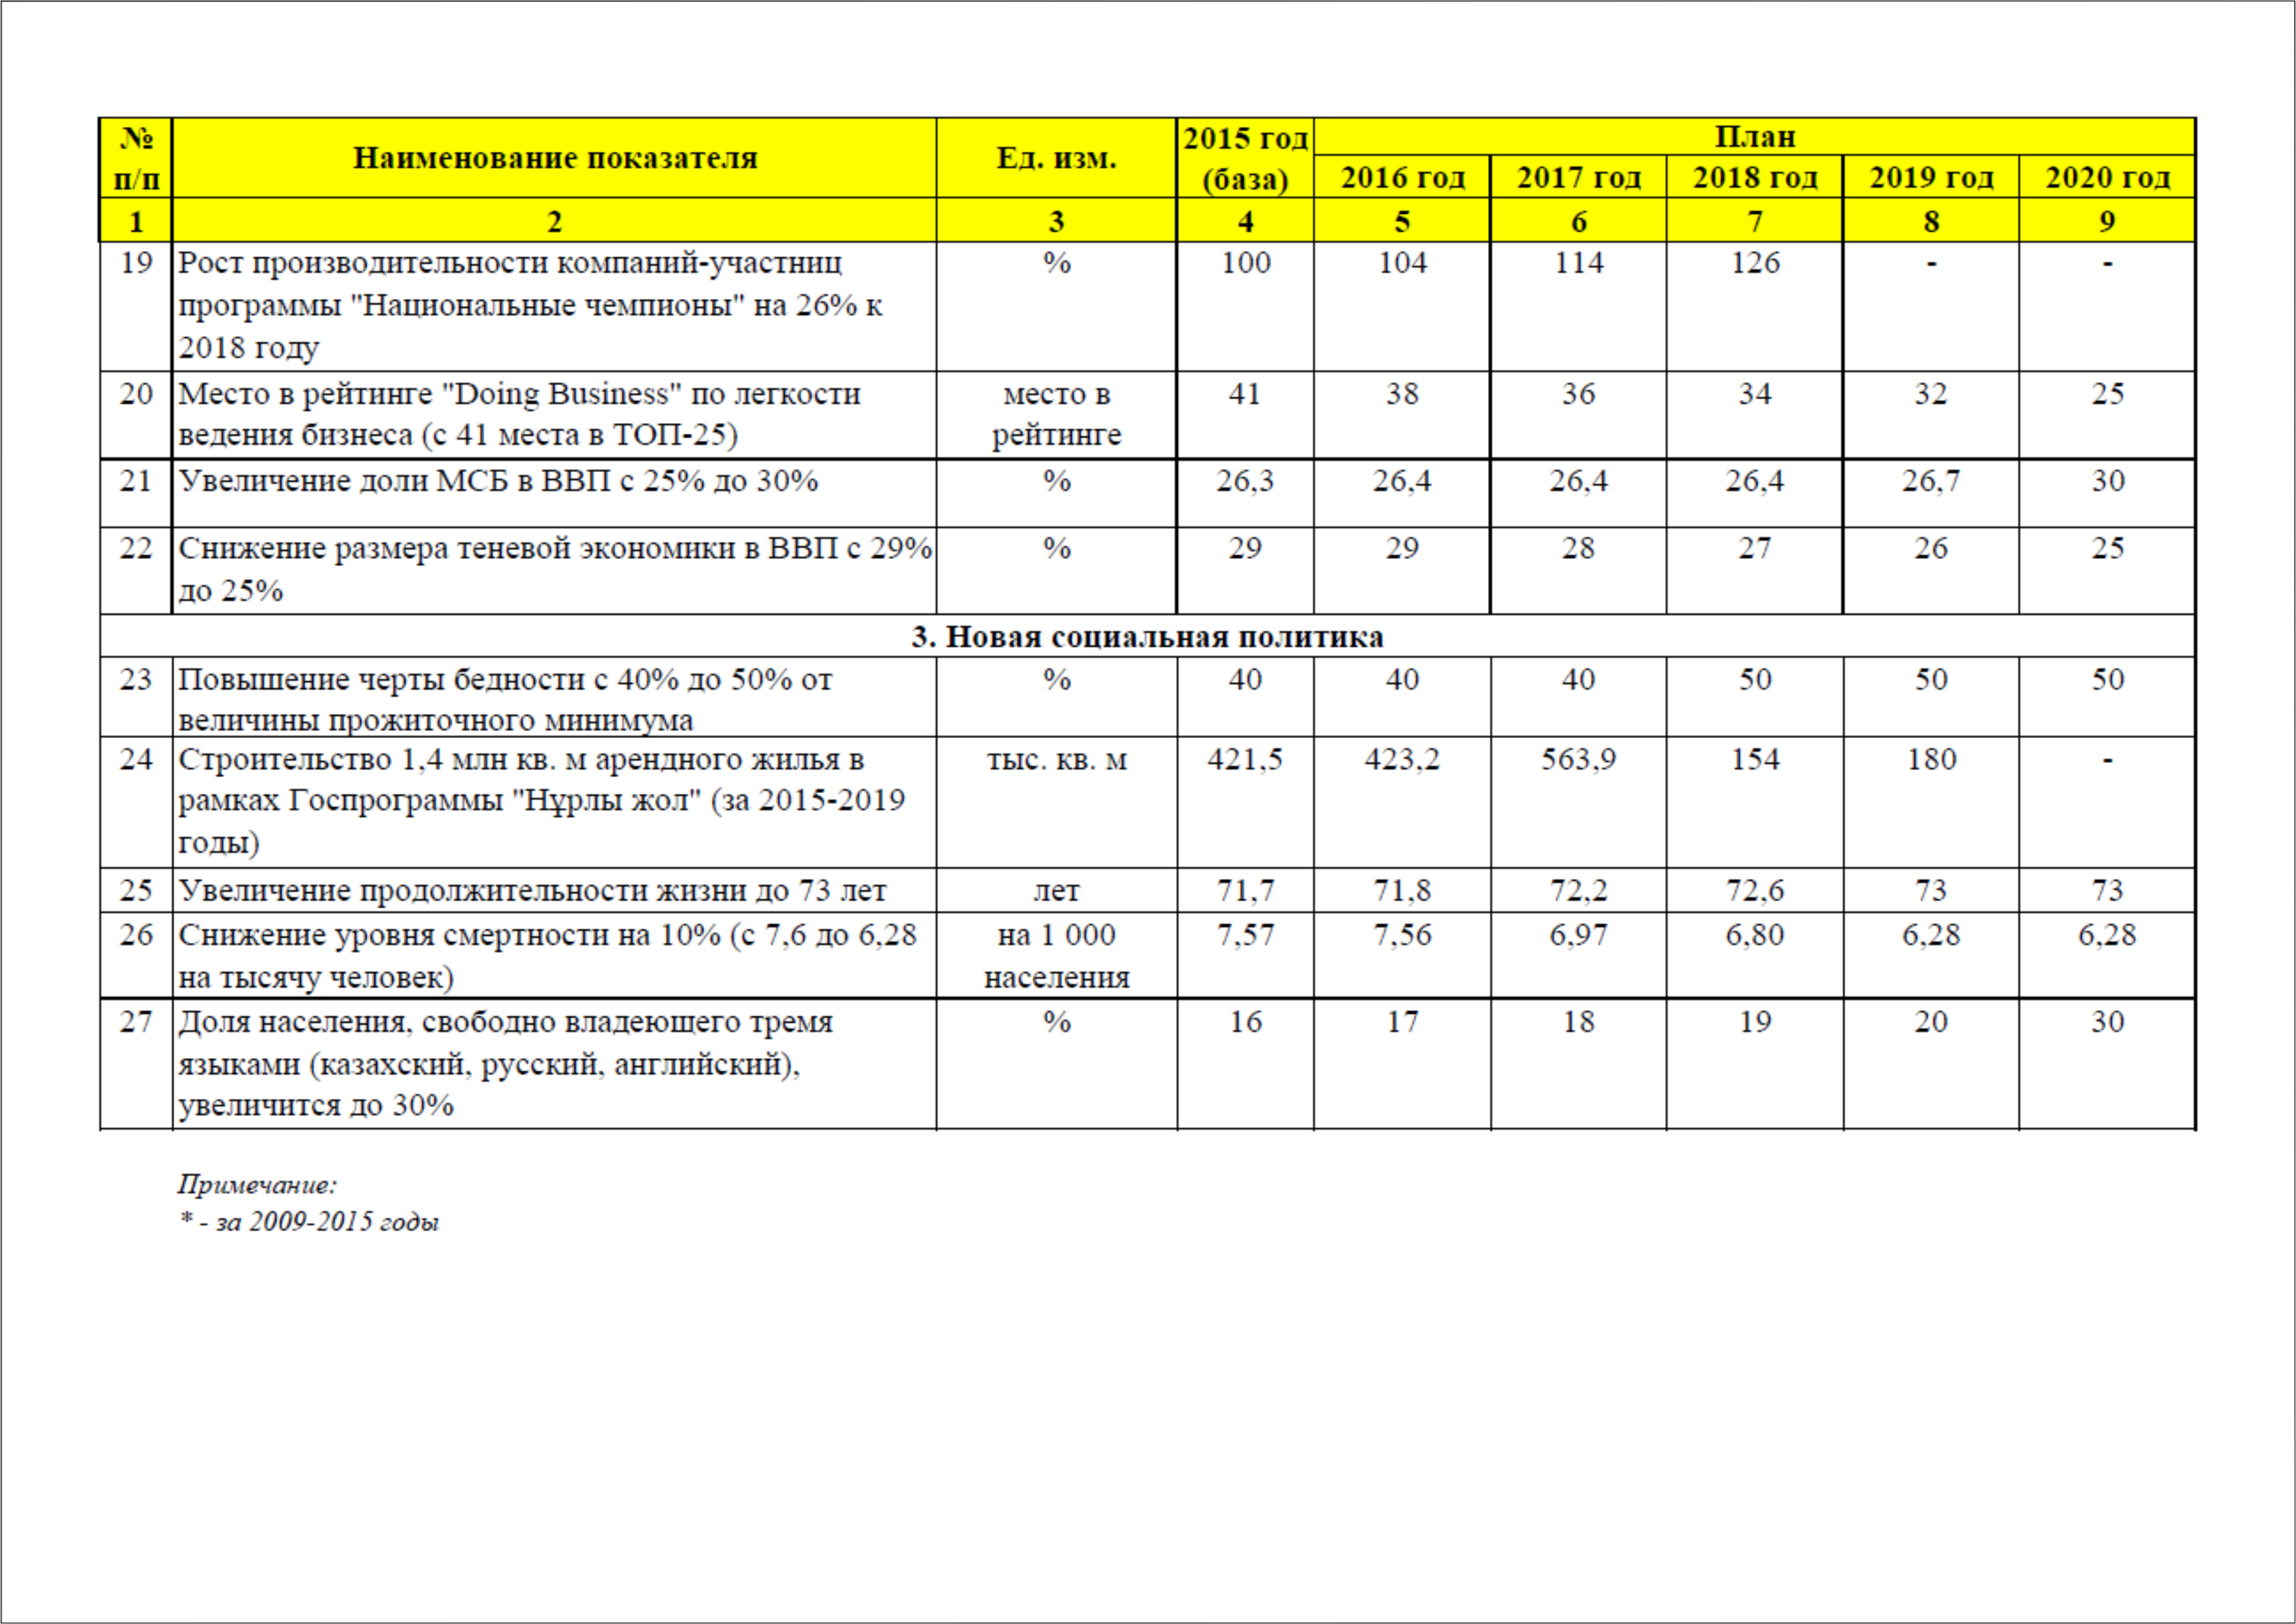 № п/п Наименование показателя Ед. изм. 2015 год (база) План
2016 год 2017 год 2018 год 2019 год 2020 год
1 2 3 4 5 6 7 8 9
19 Рост производительности компаний-участниц % 100 104 114 126 - -
программы "Национальные чемпионы" на 26% к
2018 году
20 Место в рейтинге "Doing Business" по легкости место в 41 38 36 34 32 25
ведения бизнеса (с 41 места в ТОП-25) рейтинге
21 Увеличение доли МСБ в ВВП с 25% до 30% % 26,3 26,4 26,4 26,4 26,7 30
22 Снижение размера теневой экономики в ВВП с 29% % 29 29 28 27 26 25
до 25%
3. Новая социальная политика
23 Повышение черты бедности с 40% до 50% от % 40 40 40 50 50 50
величины прожиточного минимума
24 Строительство 1,4 млн кв. м арендного жилья в тыс. кв. м 421,5 423,2 563,9 154 180 -
рамках Госпрограммы "Нұрлы жол" (за 2015-2019
годы)
25 Увеличение продолжительности жизни до 73 лет лет 71,7 71,8 72,2 72,6 73 73
26 Снижение уровня смертности на 10% (с 7,6 до 6,28 на 1 000 7,57 7,56 6,97 6,80 6,28 6,28
на тысячу человек) населения
27 Доля населения, свободно владеющего тремя % 16 17 18 19 20 30
языками (казахский, русский, английский),
увеличится до 30%
Примечание:
* - за 2009-2015 годы